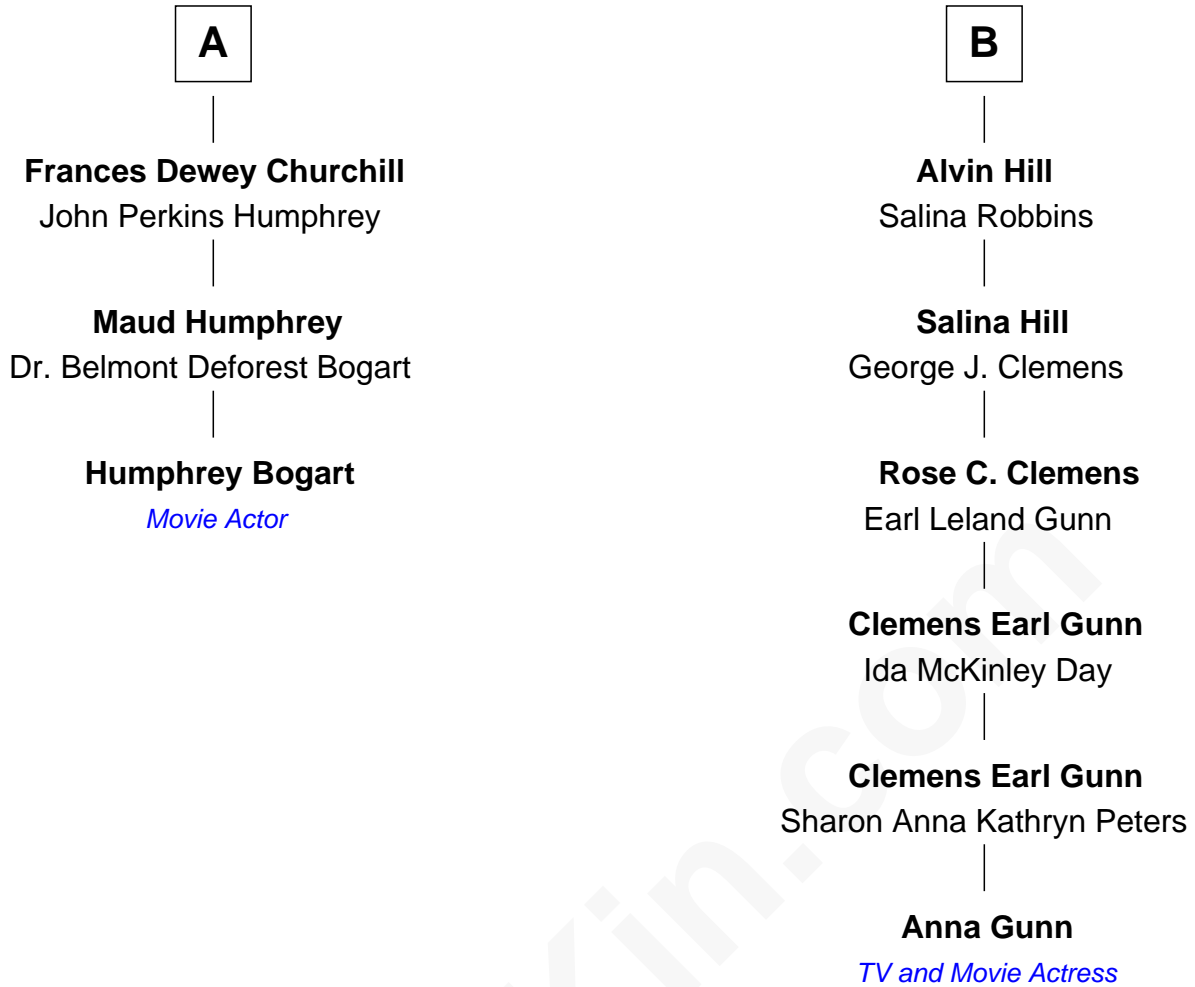 A
Frances Dewey Churchill
John Perkins Humphrey
Maud Humphrey
Dr. Belmont Deforest Bogart
Humphrey Bogart
Movie Actor
B
Alvin Hill
Salina Robbins
Salina Hill
George J. Clemens
Rose C. Clemens
Earl Leland Gunn
Clemens Earl Gunn
Ida McKinley Day
Clemens Earl Gunn
Sharon Anna Kathryn Peters
Anna Gunn
TV and Movie Actress